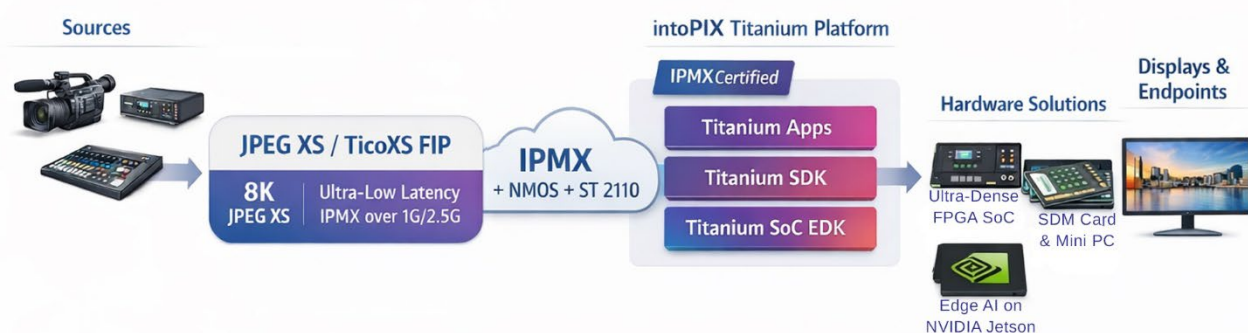 Sources
JPEG XS / TicoXS FIP
8K
JPEG XS
Ultra-Low Latency
IPMX over 1G/2.5G
IPMX
+ NMOS + ST 2110
intoPIX Titanium Platform
IPMX Certified
Titanium Apps
Titanium SDK
Titanium SoC EDK
Hardware Solutions
Ultra-Dense
FPGA SoC
SDM Card
& Mini PC
Edge AI on
NVIDIA Jetson
Displays &
Endpoints